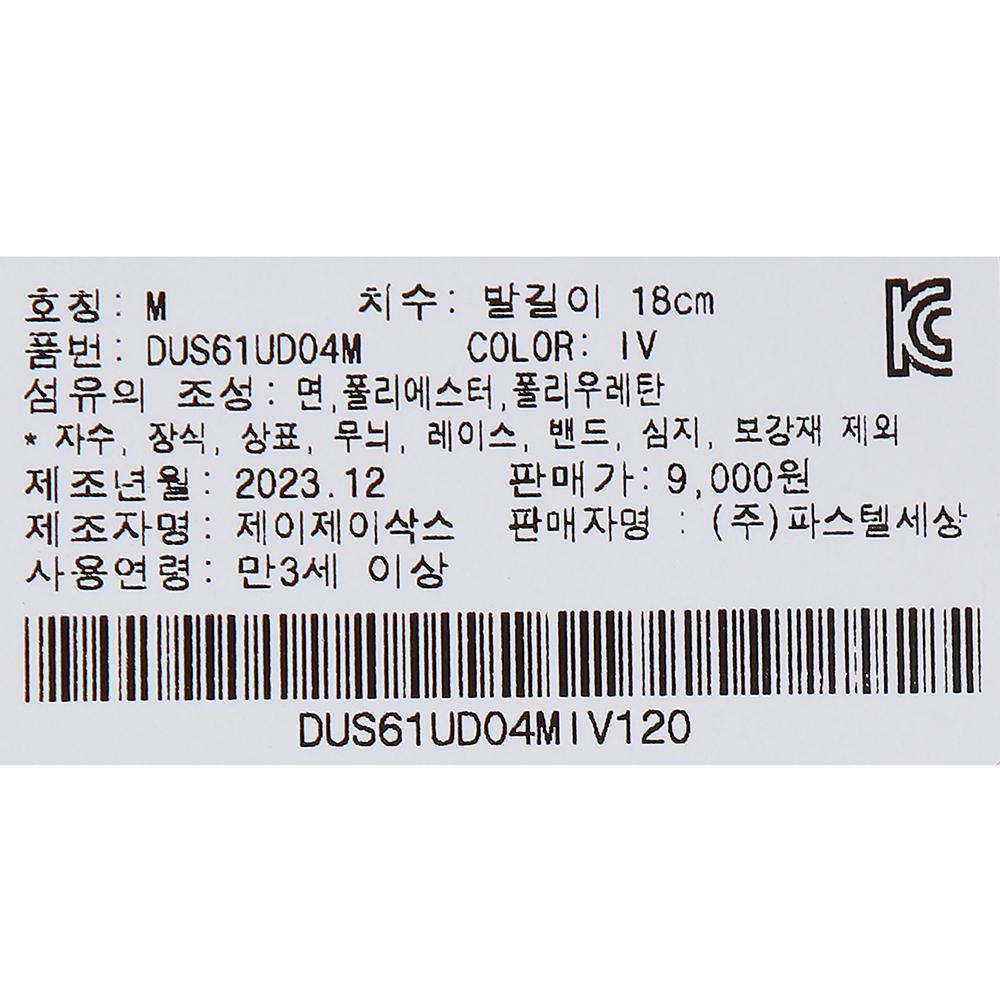 호칭: M 치수: 발길이 18cm
품번: DUS61UD04M COLOR: IV
섬유의 조성: 면,폴리에스터,폴리우레탄
* 자수, 장식, 상표, 무늬, 레이스, 밴드, 심지, 보강재 제외
제조년월: 2023.12 판매가: 9,000원
제조자명: 제이제이삭스 판매자명 : (주)파스텔세상
사용연령: 만3세 이상
DUS61UD04MIV120